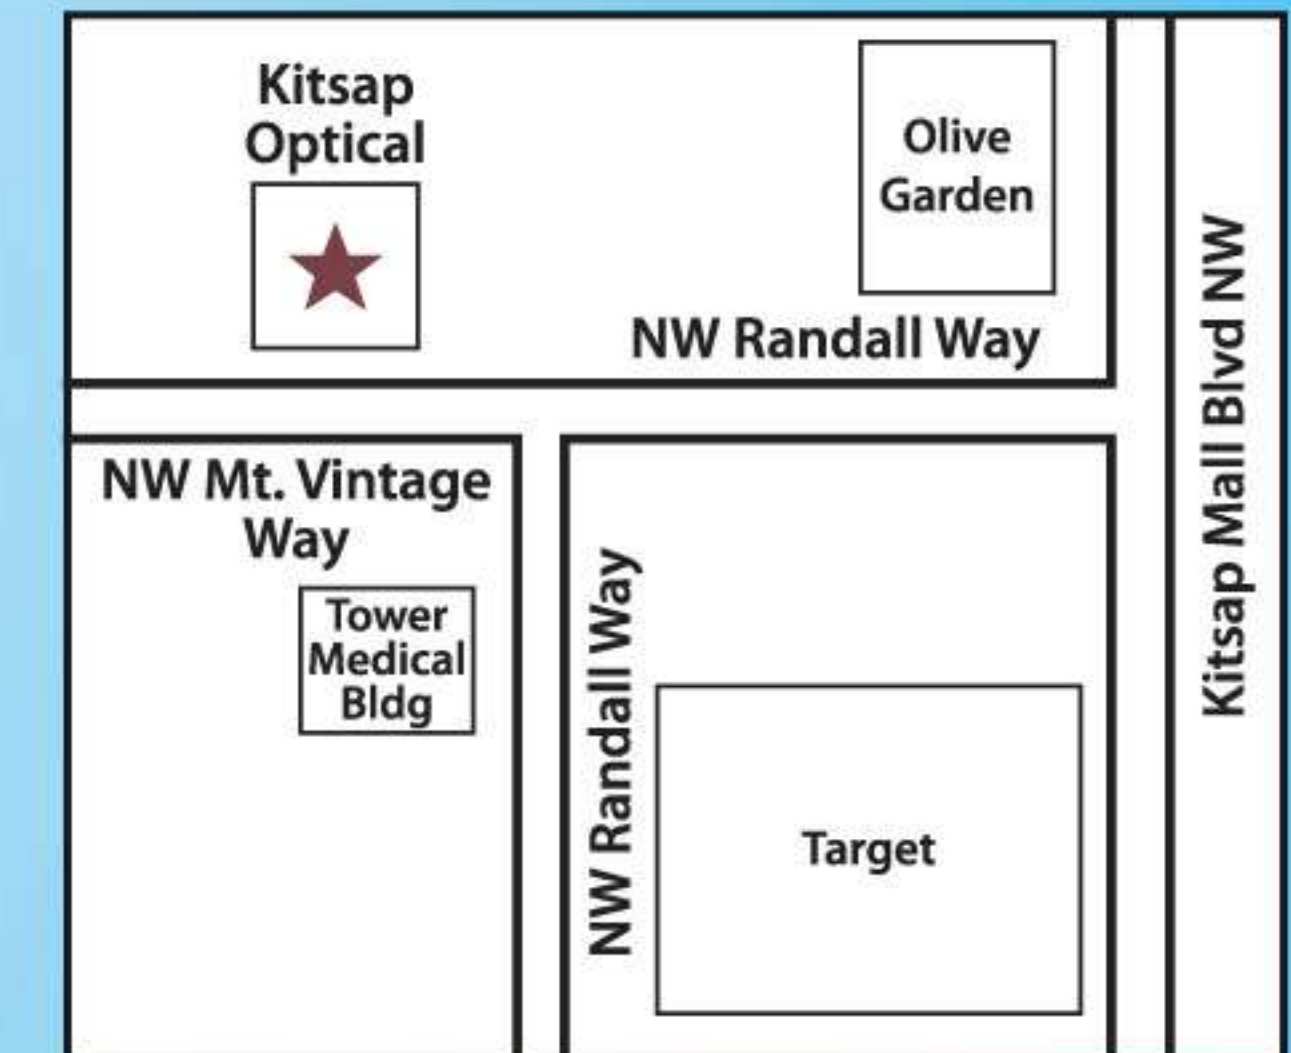 Kitsap
Optical
Olive
Garden
NW Randall Way
Kitsap Mall Blvd NW
NW Mt. Vintage
Way
Tower
Medical
Bldg
NW Randall Way
Target